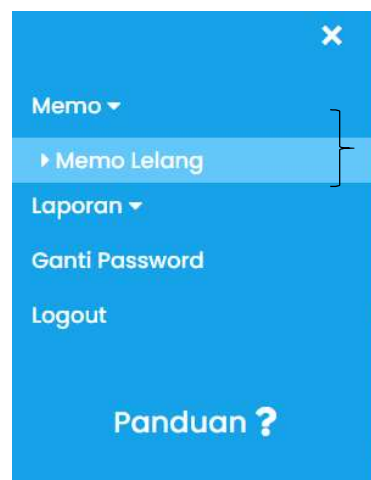 Memo
Memo Lelang
Laporan
Ganti Password
Logout
Panduan ?